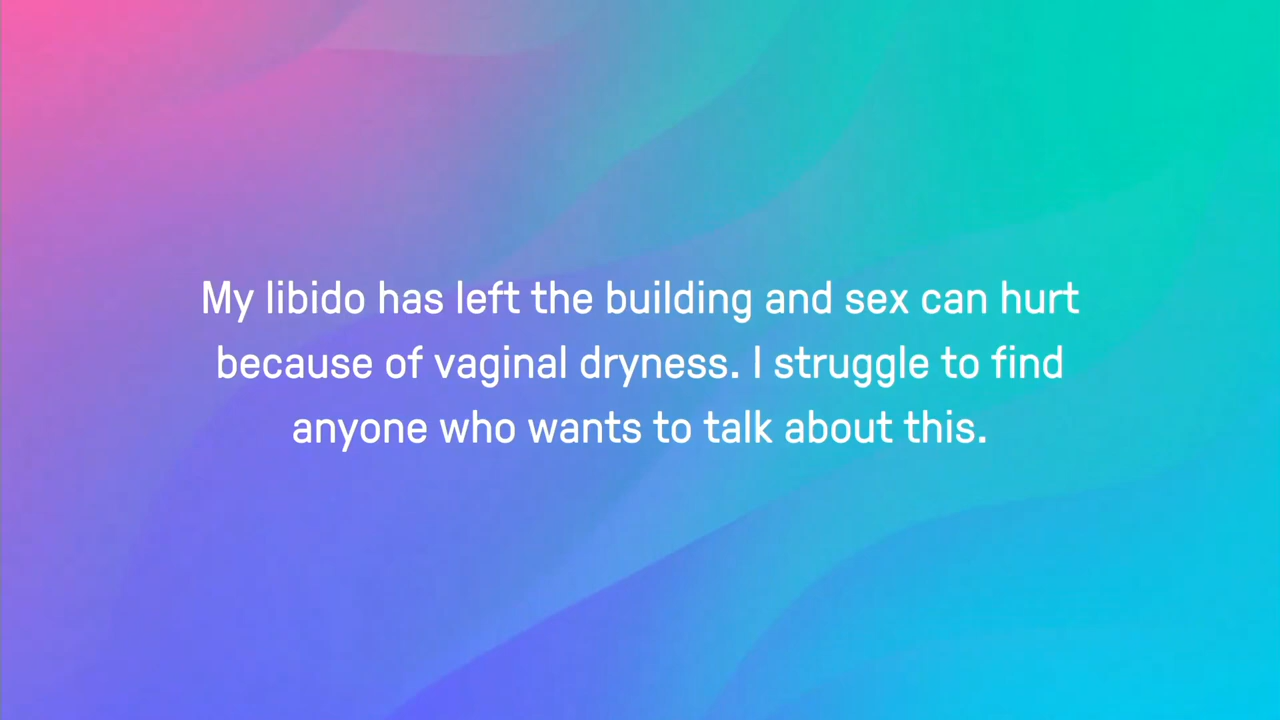 My libido has left the building and sex can hurt
because of vaginal dryness. I struggle to find
anyone who wants to talk about this.